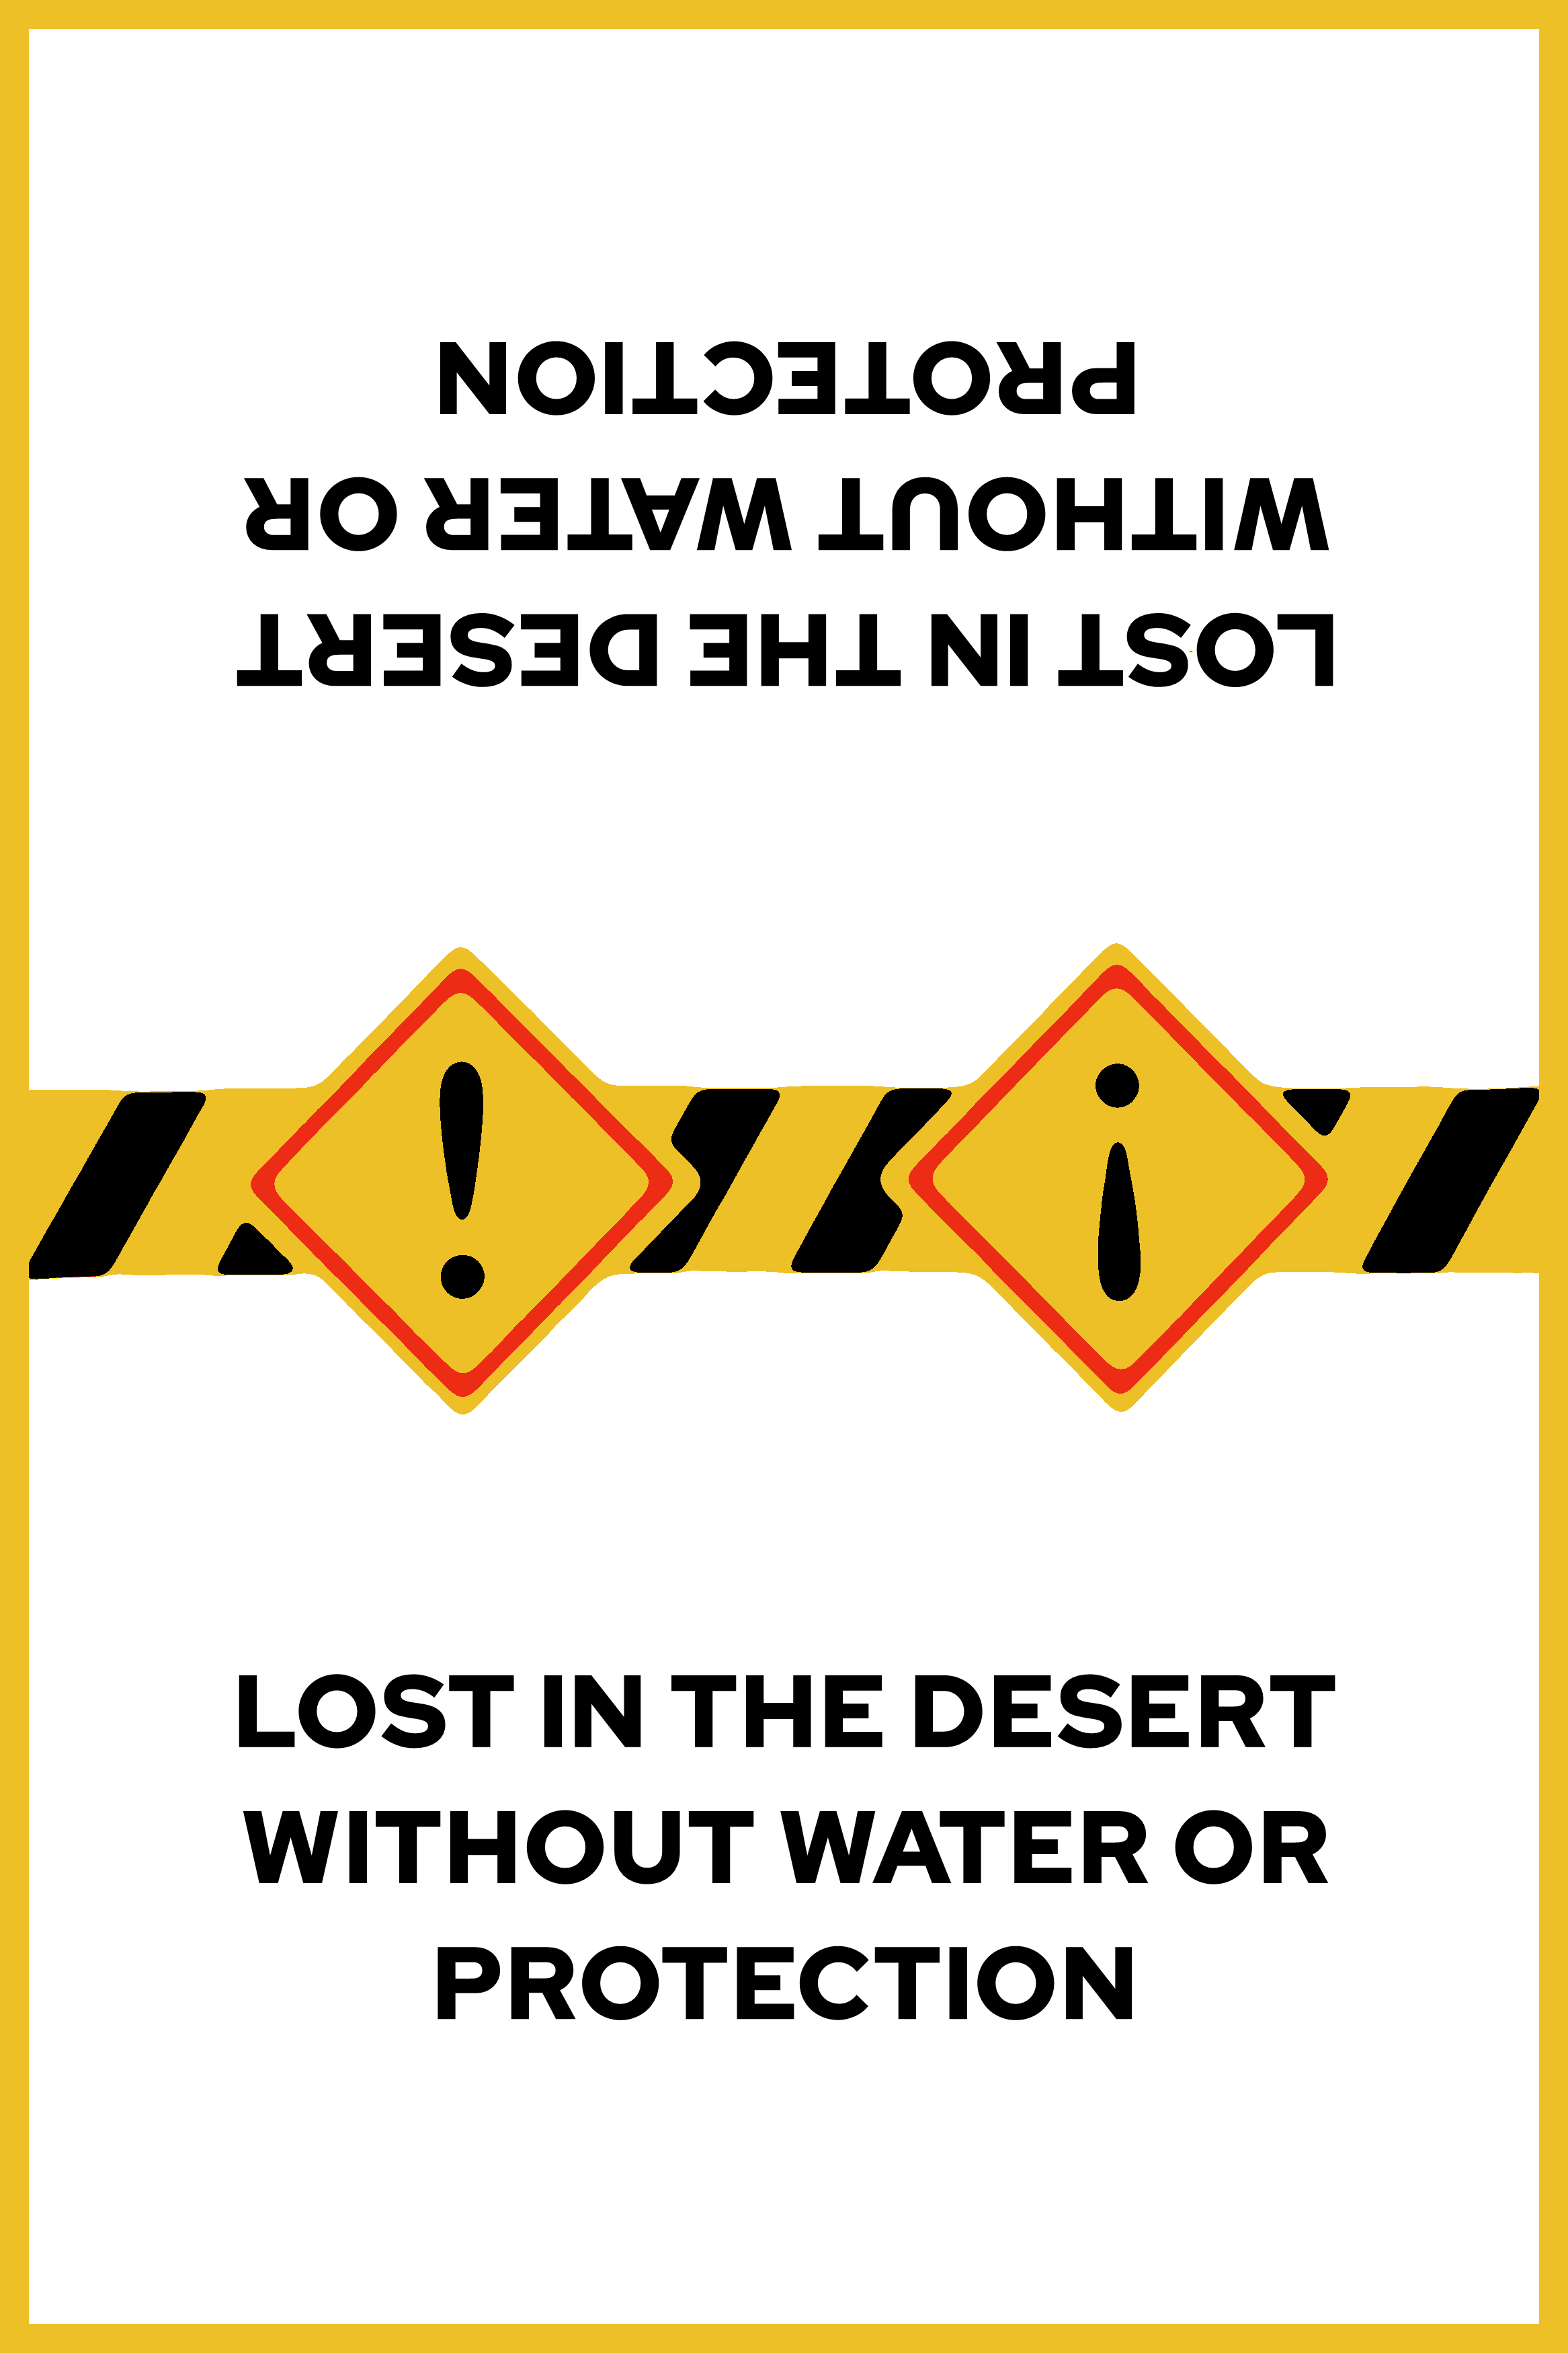 LOST IN THE DESERT
WITHOUT WATER OR
PROTECTION
!
!
LOST IN THE DESERT
WITHOUT WATER OR
PROTECTION